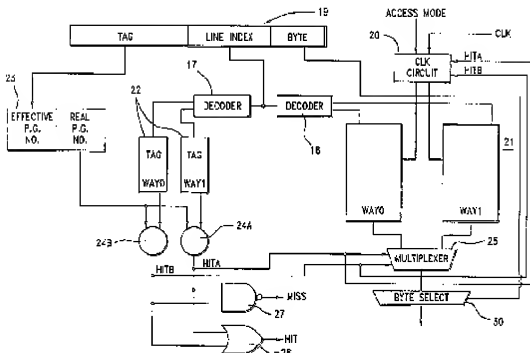 19
ACCESS MODE
CLK
TAG
LINE INDEX
BYTE
20
CLK
CIRCUIT
HITA
HITB
23
17
22
DECODER
DECODER
18
EFFECTIVE
P.G.
NO.
REAL
P.G.
NO.
TAG
WAY0
TAG
WAY1
21
WAY0
WAY1
24B
24A
25
HITB
HITA
MULTIPLEXER
MISS
27
BYTE SELECT
30
HIT